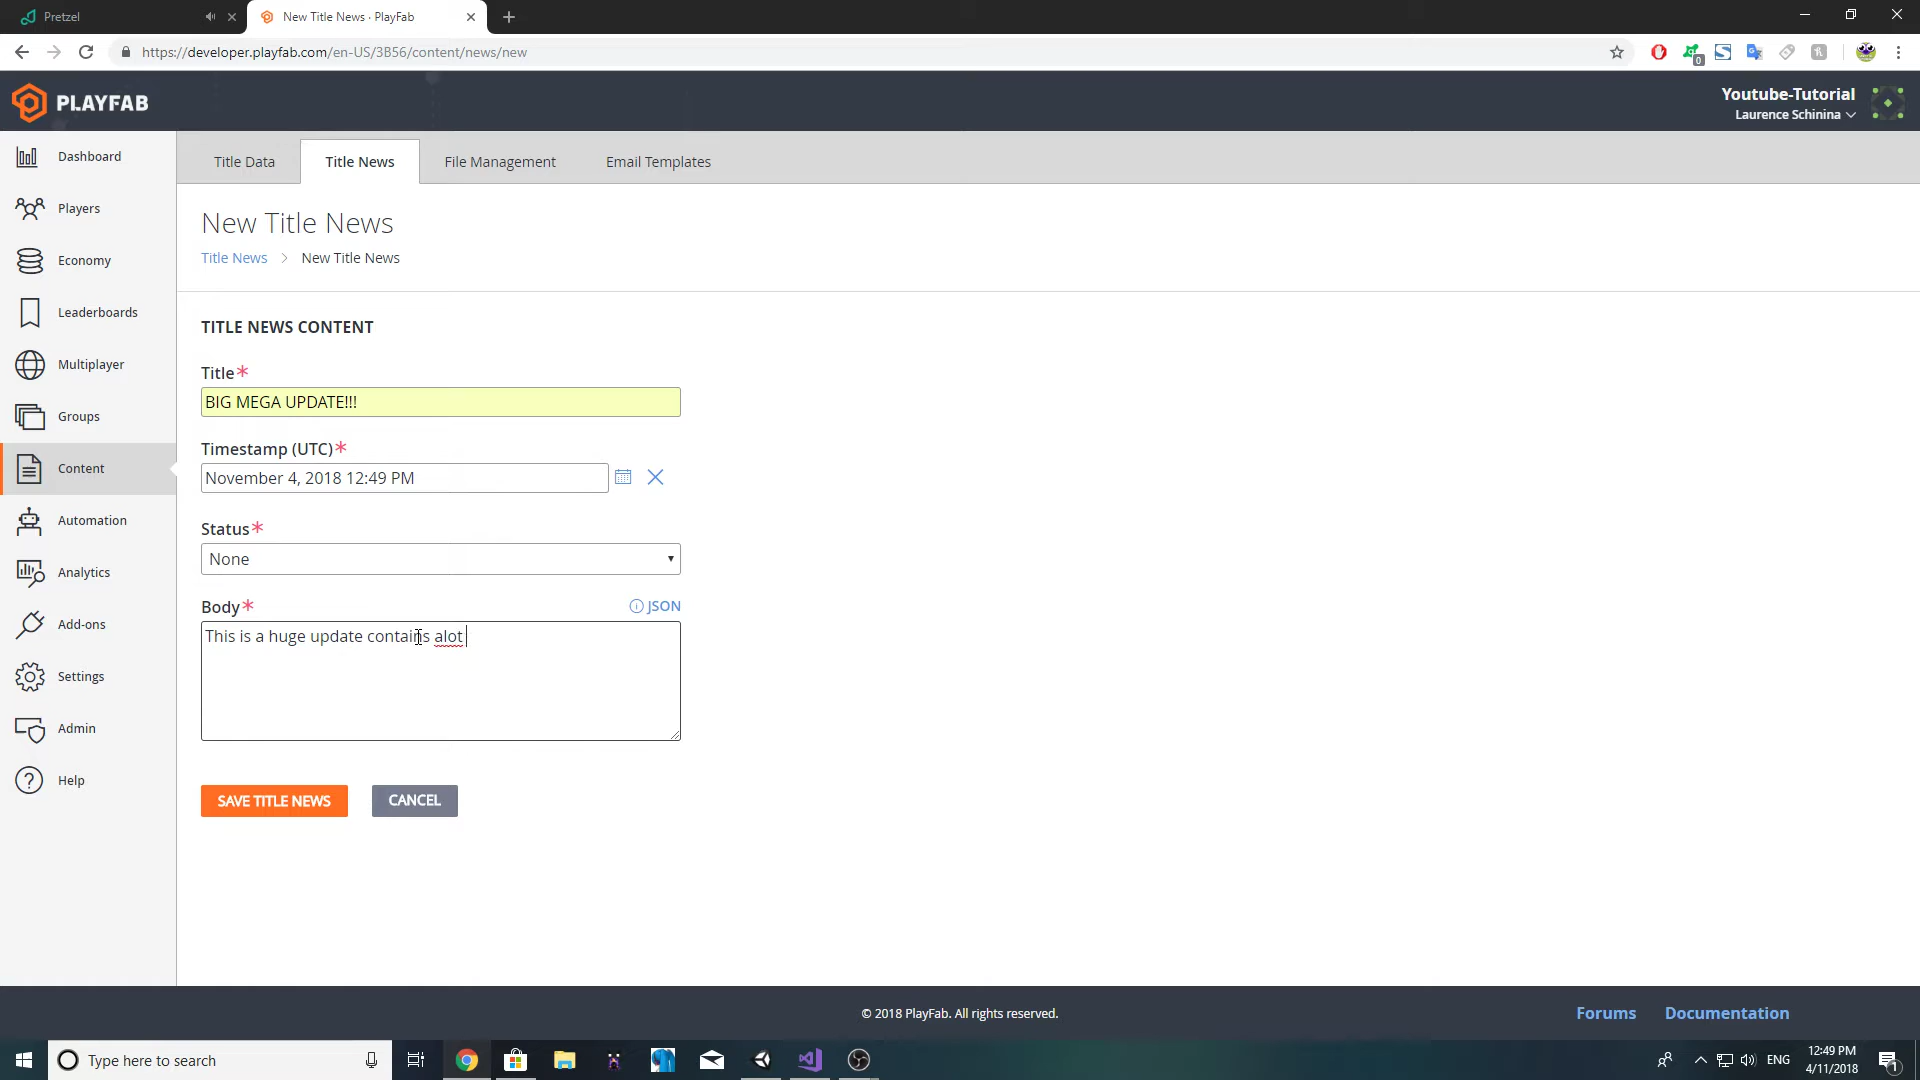 Pretzel
New Title News · PlayFab
https://developer.playfab.com/en-US/3B56/content/news/new
0
PLAYFAB
Youtube-Tutorial
Laurence Schinina
Dashboard
Players
Economy
Leaderboards
Multiplayer
Groups
Content
Automation
Analytics
Add-ons
Settings
Admin
Help
Title Data
Title News
File Management
Email Templates
New Title News
Title News > New Title News
TITLE NEWS CONTENT
Title*
BIG MEGA UPDATE!!!
Timestamp (UTC)*
November 4, 2018 12:49 PM
Status*
None
Body*
JSON
This is a huge update contains alot
SAVE TITLE NEWS
CANCEL
© 2018 PlayFab. All rights reserved.
Forums
Documentation
Type here to search
ENG
12:49 PM
4/11/2018
1